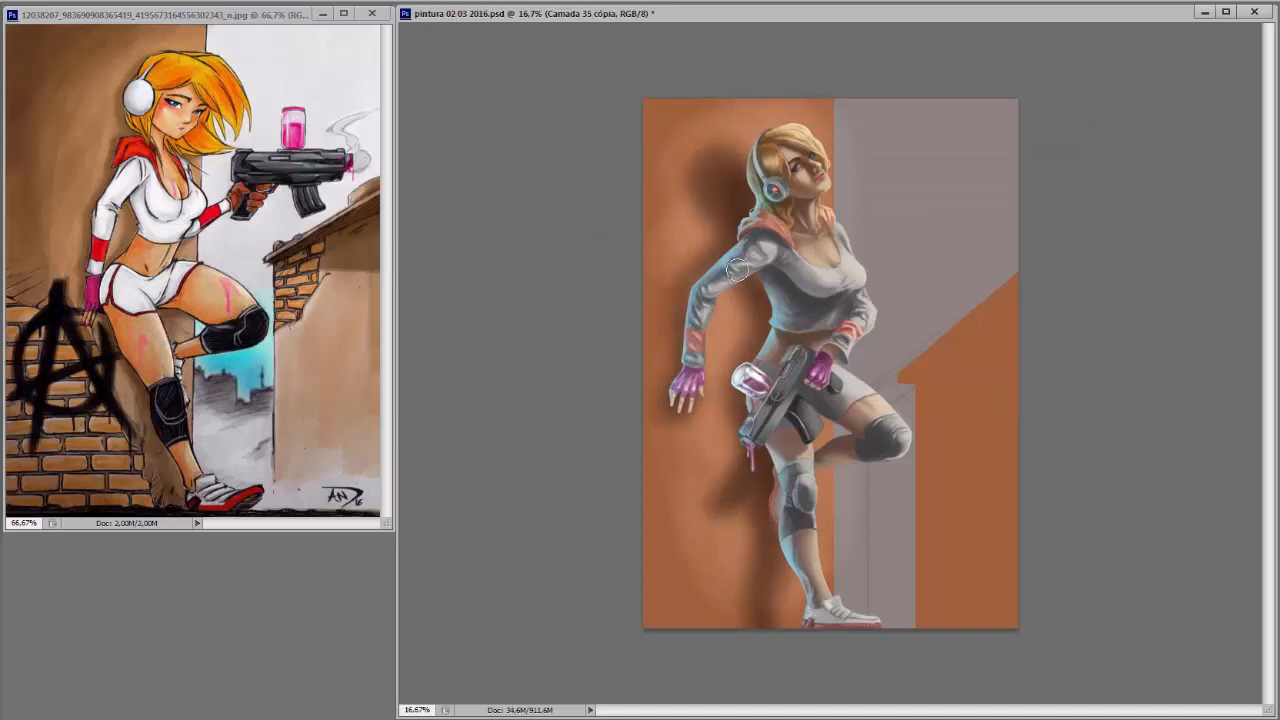 12038207_983690908365419_4195673164556302343_n.jpg @ 66,7% (RG...
pintura 02 03 2016.psd @ 16,7% (Camada 35 cópia, RGB/8) *
66,67%
Doc: 2,00M/2,00M
16,67%
Doc: 34,6M/911,6M